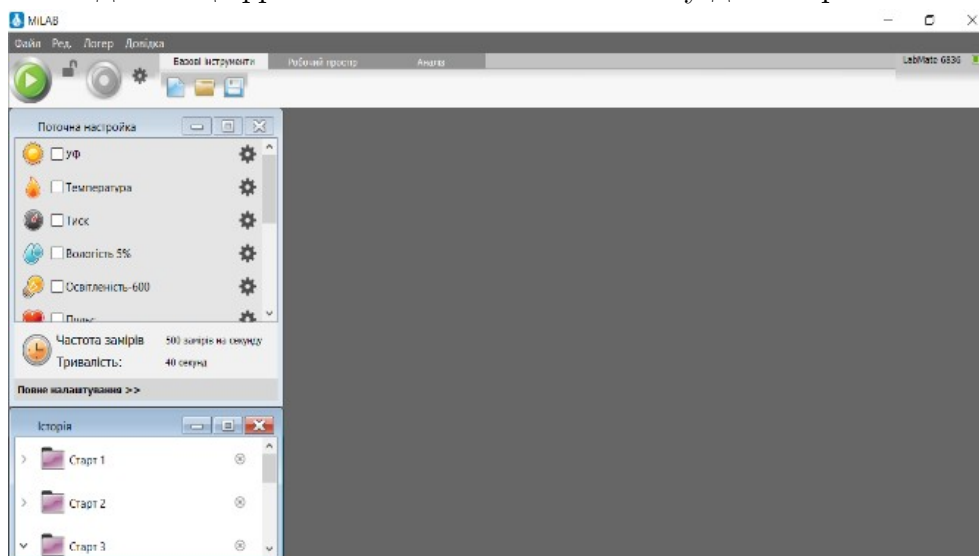 MiLAB
Файл Ред. Логер Довідка
Базові інструменти Робочий простір Аналіз LabMate 6836
Поточна настройка
УФ
Температура
Тиск
Вологість 5%
Освітленість-600
Пульс
Частота замірів 500 замірів на секунду
Тривалість: 40 секунд
Повне налаштування >>
Історія
Старт 1
Старт 2
Старт 3